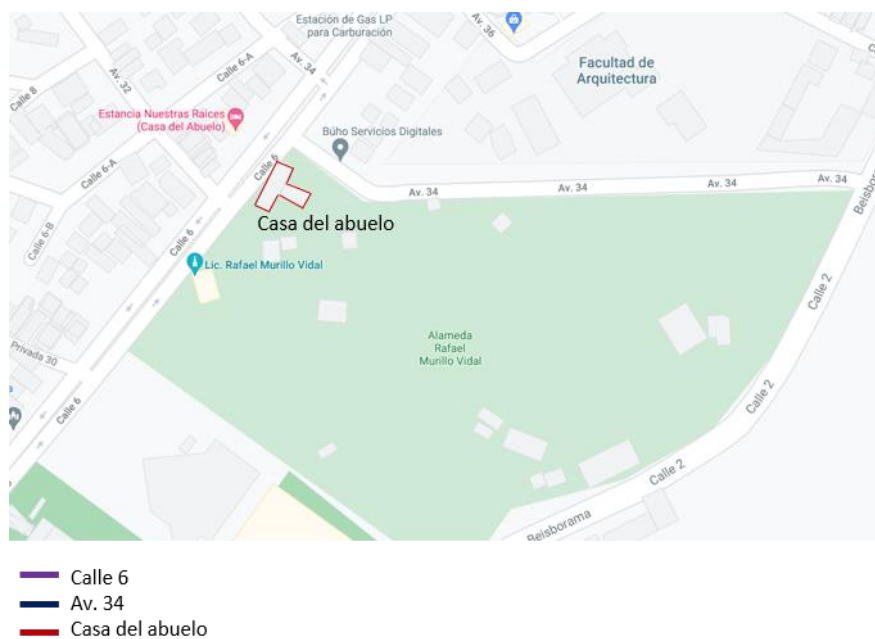 Estación de Gas LP
para Carburación
Av. 36
Facultad de
Arquitectura
Av. 34
Calle 6-A
Av. 32
Calle 8
Estancia Nuestras Raices
(Casa del Abuelo)
Búho Servicios Digitales
Calle 6
Calle 6-A
Av. 34
Av. 34
Av. 34
Av. 34
Beisborama
Casa del abuelo
Calle 6-B
Calle 6
Lic. Rafael Murillo Vidal
Calle 2
Alameda
Rafael
Murillo Vidal
Privada 30
Calle 6
Calle 2
Calle 2
Beisborama
Calle 6
Av. 34
Casa del abuelo